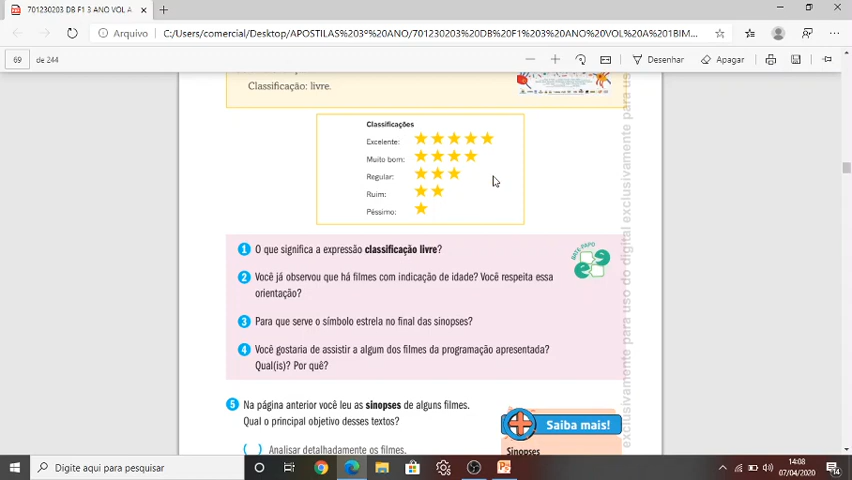 701230203 DB F1 3 ANO VOL A
Arquivo
C:/Users/comercial/Desktop/APOSTILAS%203º%20ANO/701230203%20DB%20F1%203%20ANO%20VOL%20A%201BIM...
69
de 244
Desenhar
Apagar
Classificação: livre.
Classificações
Excelente:
Muito bom:
Regular:
Ruim:
Péssimo:
1 O que significa a expressão classificação livre?
BATE-PAPO
2 Você já observou que há filmes com indicação de idade? Você respeita essa
orientação?
3 Para que serve o símbolo estrela no final das sinopses?
4 Você gostaria de assistir a algum dos filmes da programação apresentada?
Qual(is)? Por quê?
exclusivamente para uso do digital exclusivamente para us
5 Na página anterior você leu as sinopses de alguns filmes.
Qual o principal objetivo desses textos?
( ) Analisar detalhadamente os filmes.
Saiba mais!
Sinopses
Digite aqui para pesquisar
14:08
07/04/2020
14